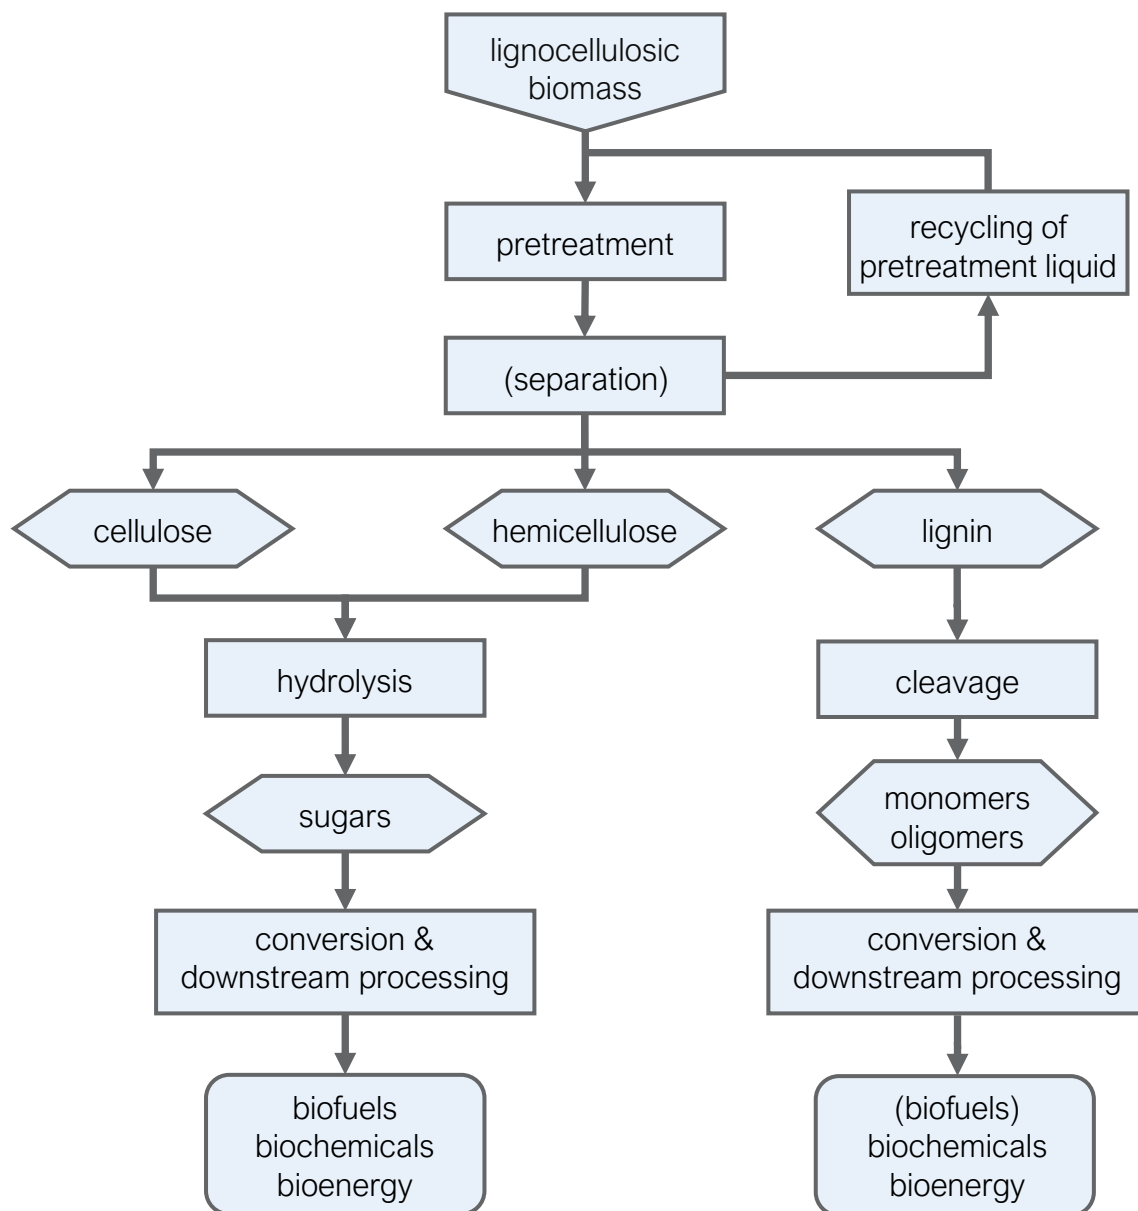 lignocellulosic
biomass
recycling of
pretreatment liquid
pretreatment
(separation)
cellulose
hemicellulose
lignin
hydrolysis
cleavage
sugars
monomers
oligomers
conversion &
downstream processing
conversion &
downstream processing
biofuels
biochemicals
bioenergy
(biofuels)
biochemicals
bioenergy